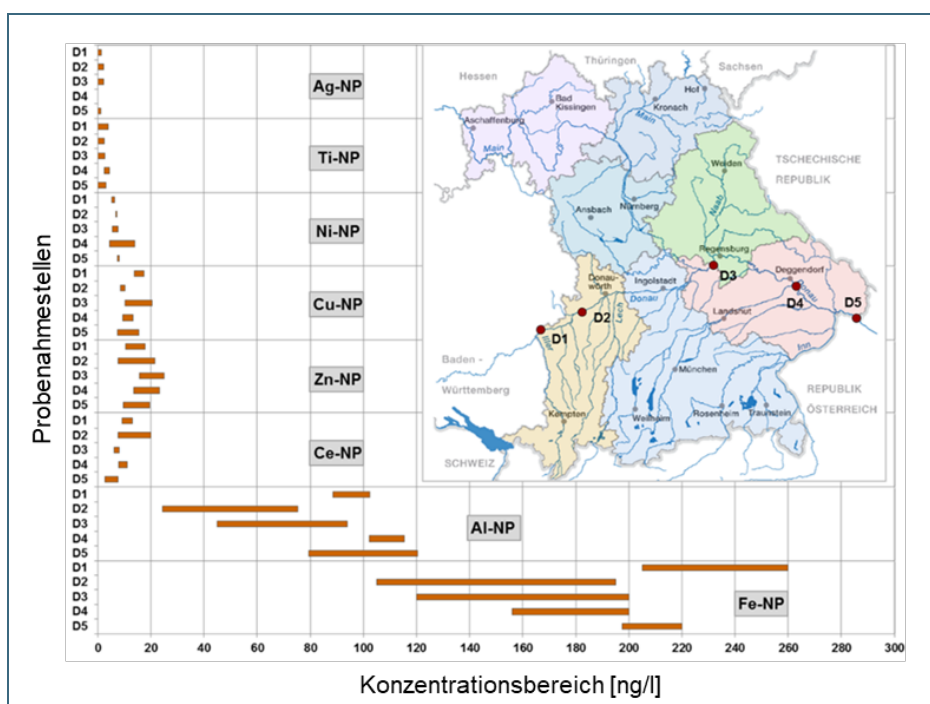 Probenahmestellen
D1
D2
D3
D4
D5
Ag-NP
D1
D2
D3
D4
D5
Ti-NP
D1
D2
D3
D4
D5
Ni-NP
D1
D2
D3
D4
D5
Cu-NP
D1
D2
D3
D4
D5
Zn-NP
D1
D2
D3
D4
D5
Ce-NP
D1
D2
D3
D4
D5
Al-NP
D1
D2
D3
D4
D5
Fe-NP
0 20 40 60 80 100 120 140 160 180 200 220 240 260 280 300
Konzentrationsbereich [ng/l]
Hessen
Thüringen
Sachsen
Hof
Bad
Kissingen
Kronach
Aschaffenburg
Main
Main
Weiden
TSCHECHISCHE
REPUBLIK
Ansbach
Nürnberg
Naab
Regensburg
D3
Deggendorf
Donau-
wörth
Ingolstadt
Donau
Donau
D4
D5
D2
Lech
Landshut
D1
Iller
Inn
Baden -
Württemberg
München
REPUBLIK
ÖSTERREICH
Kempten
Weilheim
Rosenheim
Traunstein
SCHWEIZ